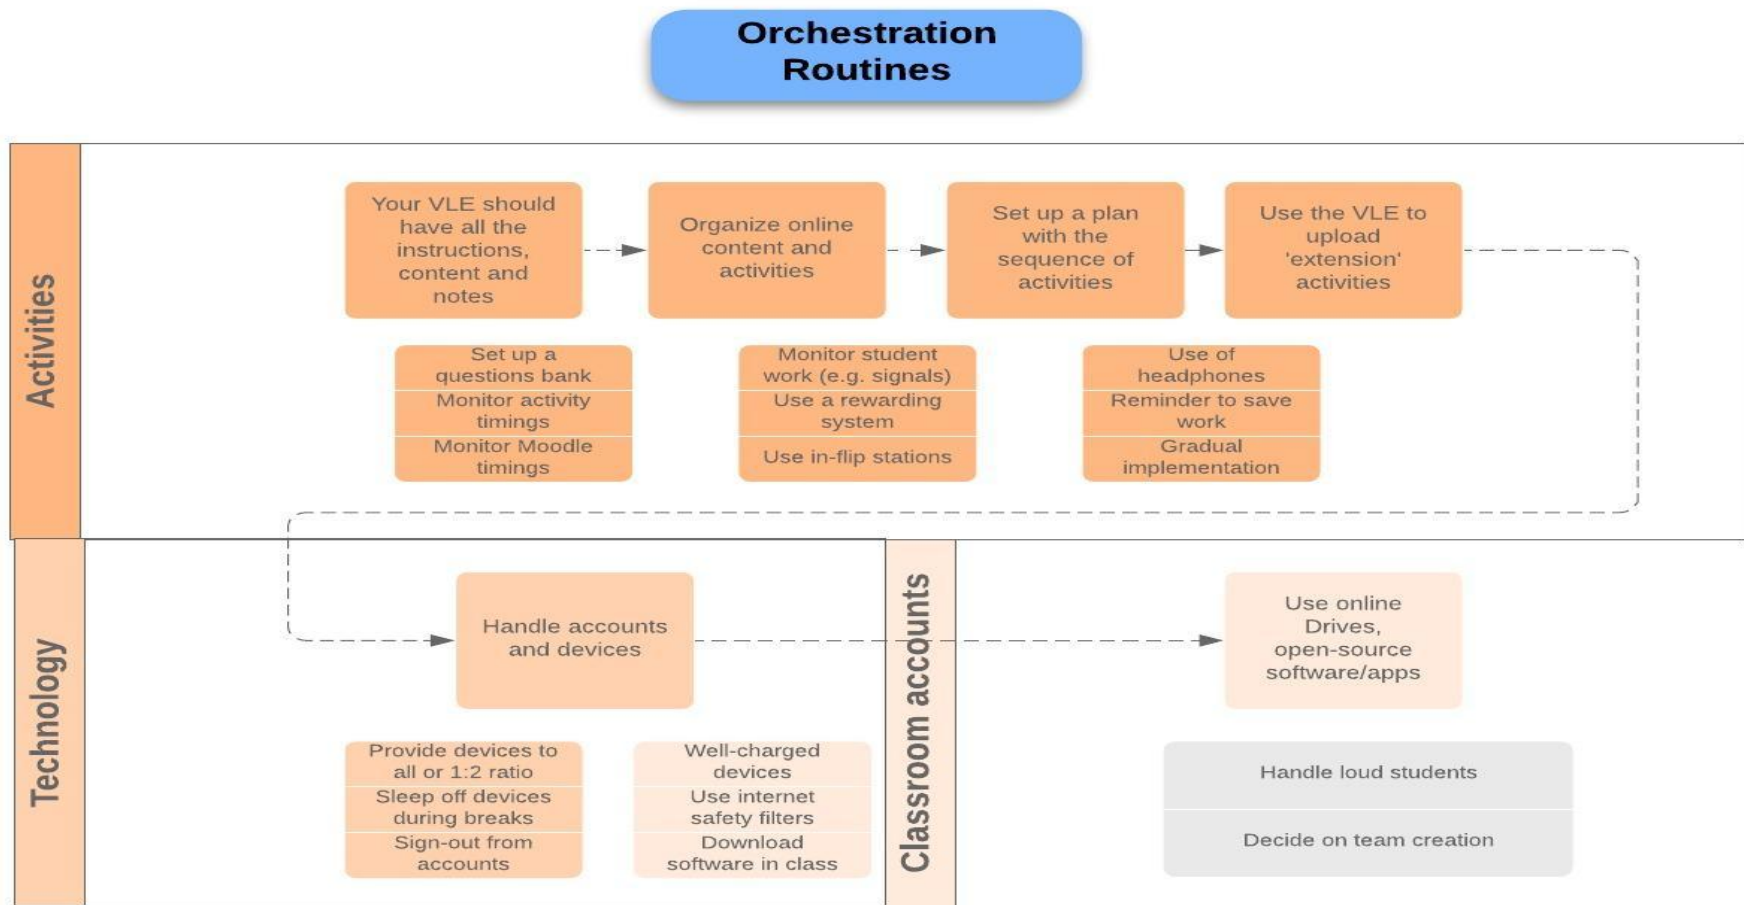 Orchestration
Routines
Activities
Your VLE should
have all the
instructions,
content and
notes
Organize online
content and
activities
Set up a plan
with the
sequence of
activities
Use the VLE to
upload
'extension'
activities
Set up a
questions bank
Monitor activity
timings
Monitor Moodle
timings
Monitor student
work (e.g. signals)
Use a rewarding
system
Use in-flip stations
Use of
headphones
Reminder to save
work
Gradual
implementation
Technology
Handle accounts
and devices
Provide devices to
all or 1:2 ratio
Sleep off devices
during breaks
Sign-out from
accounts
Well-charged
devices
Use internet
safety filters
Download
software in class
Classroom accounts
Use online
Drives,
open-source
software/apps
Handle loud students
Decide on team creation